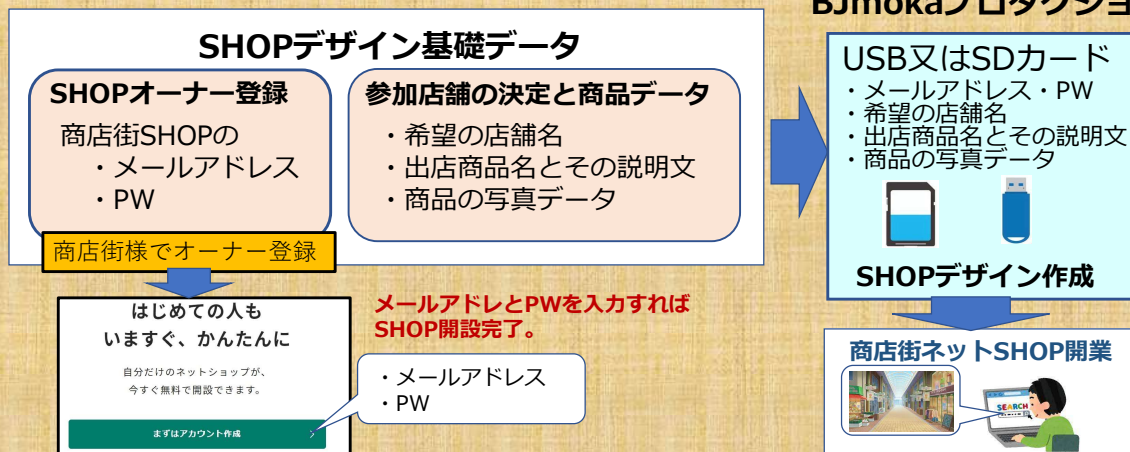 SHOPデザイン基礎データ
SHOPオーナー登録
商店街SHOPの
・メールアドレス
・PW
参加店舗の決定と商品データ
・希望の店舗名
・出店商品名とその説明文
・商品の写真データ
商店街様でオーナー登録
はじめての人も
いますぐ、かんたんに
自分だけのネットショップが、
今すぐ無料で開設できます。
まずはアカウント作成
メールアドレとPWを入力すれば
SHOP開設完了。
・メールアドレス
・PW
BJmokaプロダクショ
USB又はSDカード
・メールアドレス・PW
・希望の店舗名
・出店商品名とその説明文
・商品の写真データ
SHOPデザイン作成
商店街ネットSHOP開業
SEARCH